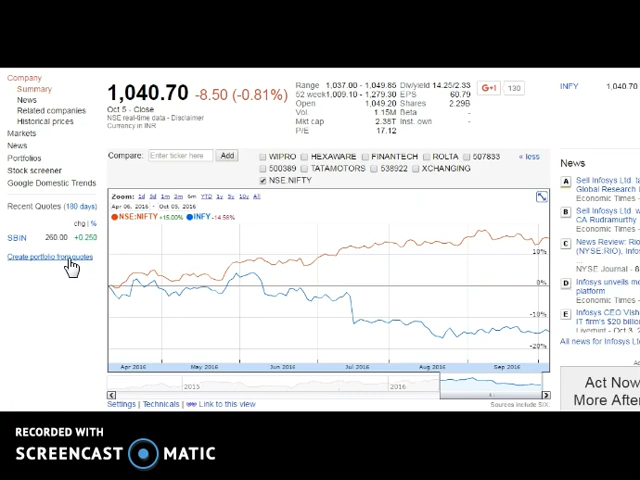 Company
Summary
News
Related companies
Historical prices
Markets
News
Portfolios
Stock screener
Google Domestic Trends
Recent Quotes (180 days)
chg | %
SBIN 260.00 +0.250
Create portfolio from quotes
1,040.70 -8.50 (-0.81%)
Oct 5 - Close
NSE real-time data - Disclaimer
Currency in INR
Range 1,037.00 - 1,049.85
52 week 1,009.10 - 1,279.30
Open 1,049.20
Vol 1.15M
Mkt cap 2.38T
P/E 17.12
Div/yield 14.25/2.33
EPS 60.79
Shares 2.29B
Beta -
Inst. own -
G+1 130
INFY 1,040.70
Compare: Enter ticker here Add
WIPRO HEXAWARE FINANTECH ROLTA 507833
500389 TATAMOTORS 538922 XCHANGING
NSE:NIFTY
« less
Zoom: 1d 5d 1m 3m 6m YTD 1y 5y 10y All
Apr 06, 2016 - Oct 05, 2016
NSE:NIFTY +15.00% INFY -14.56%
10%
0%
-10%
-20%
Apr 2016 May 2016 Jun 2016 Jul 2016 Aug 2016 Sep 2016
2015 2016
Settings | Technicals | Link to this view
Sources include SIX.
News
A Sell Infosys Ltd. ta
Global Research
Economic Times -
B Sell Infosys Ltd. w
CA Rudramurthy
Economic Times -
C News Review: Rio
(NYSE:RIO), Infos
NYSE Journal - 8
D Infosys unveils mo
platform
Economic Times -
E Infosys CEO Vish
IT firm's $20 billio
Livemint - Oct 3, 2
All news for Infosys Ltd
Act Now
More After
RECORDED WITH
SCREENCAST MATIC